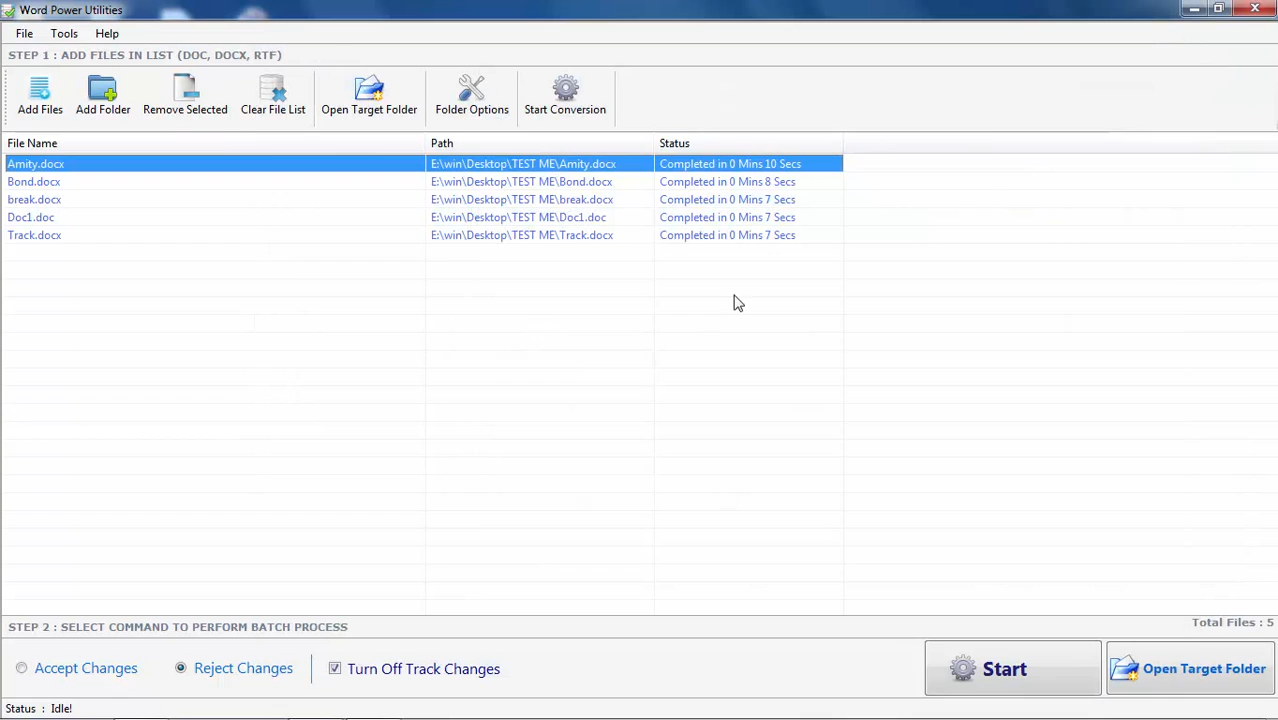 Word Power Utilities
File Tools Help
STEP 1 : ADD FILES IN LIST (DOC, DOCX, RTF)
Add Files Add Folder Remove Selected Clear File List Open Target Folder Folder Options Start Conversion
File Name Path Status
Amity.docx E:\win\Desktop\TEST ME\Amity.docx Completed in 0 Mins 10 Secs
Bond.docx E:\win\Desktop\TEST ME\Bond.docx Completed in 0 Mins 8 Secs
break.docx E:\win\Desktop\TEST ME\break.docx Completed in 0 Mins 7 Secs
Doc1.doc E:\win\Desktop\TEST ME\Doc1.doc Completed in 0 Mins 7 Secs
Track.docx E:\win\Desktop\TEST ME\Track.docx Completed in 0 Mins 7 Secs
STEP 2 : SELECT COMMAND TO PERFORM BATCH PROCESS Total Files : 5
Accept Changes Reject Changes Turn Off Track Changes Start Open Target Folder
Status : Idle!